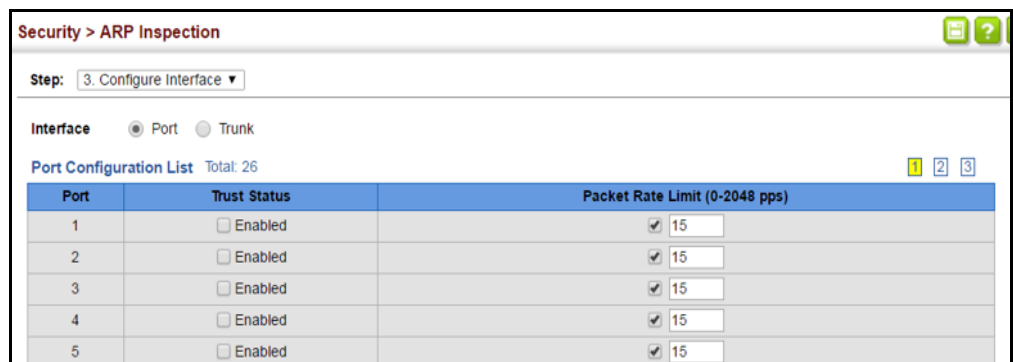 Security > ARP Inspection
?
Step: 3. Configure Interface ▼
Interface Port Trunk
Port Configuration List Total: 26 1 2 3
Port Trust Status Packet Rate Limit (0-2048 pps)
1 Enabled 15
2 Enabled 15
3 Enabled 15
4 Enabled 15
5 Enabled 15